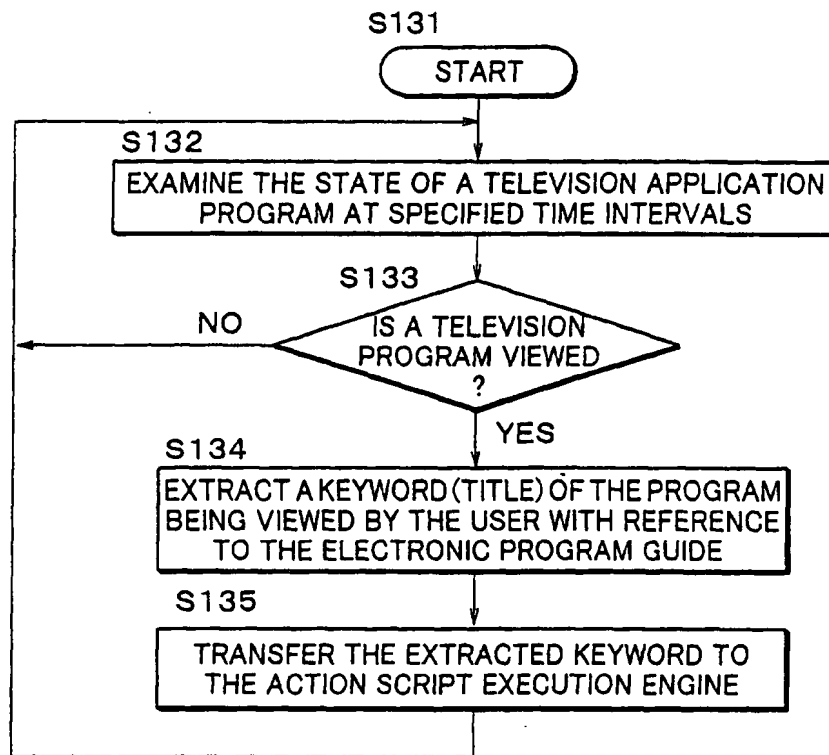 S131
START
S132
EXAMINE THE STATE OF A TELEVISION APPLICATION
PROGRAM AT SPECIFIED TIME INTERVALS
S133
IS A TELEVISION
PROGRAM VIEWED
?
NO
YES
S134
EXTRACT A KEYWORD (TITLE) OF THE PROGRAM
BEING VIEWED BY THE USER WITH REFERENCE
TO THE ELECTRONIC PROGRAM GUIDE
S135
TRANSFER THE EXTRACTED KEYWORD TO
THE ACTION SCRIPT EXECUTION ENGINE